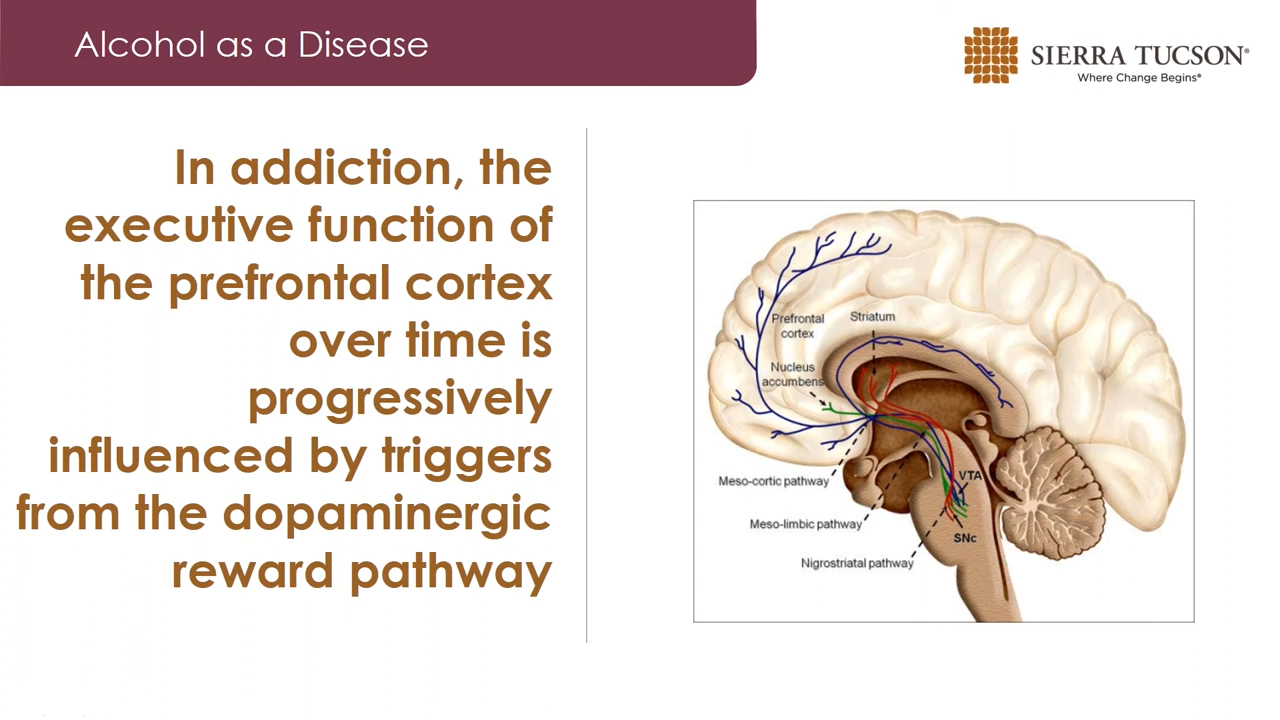 Alcohol as a Disease
SIERRA TUCSON®
Where Change Begins®
In addiction, the
executive function of
the prefrontal cortex
over time is
progressively
influenced by triggers
from the dopaminergic
reward pathway
Prefrontal
cortex
Striatum
Nucleus
accumbens
Meso-cortic pathway
VTA
Meso-limbic pathway
SNc
Nigrostriatal pathway